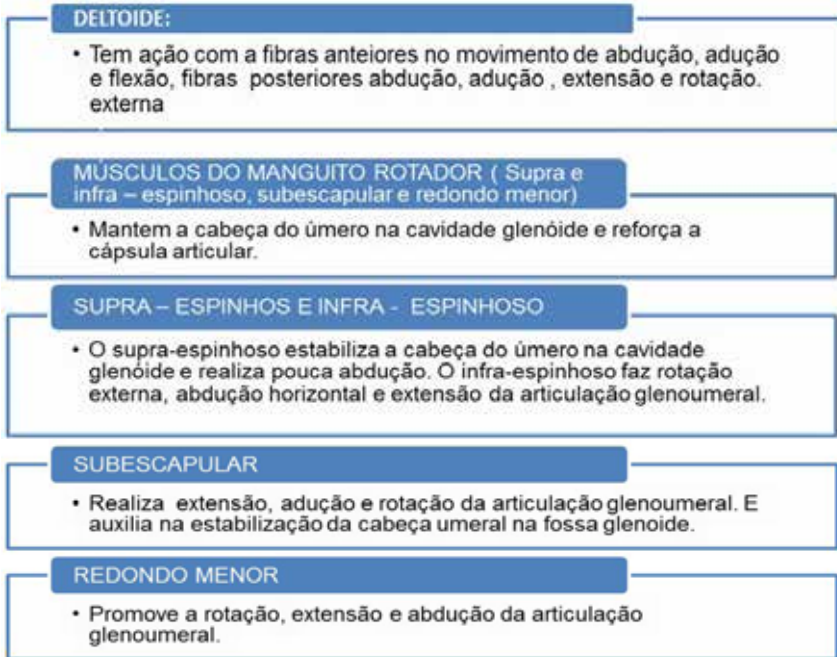 DELTOIDE:
• Tem ação com a fibras anteiores no movimento de abdução, adução
e flexão, fibras posteriores abdução, adução , extensão e rotação.
externa
MÚSCULOS DO MANGUITO ROTADOR ( Supra e
infra – espinhoso, subescapular e redondo menor)
• Mantem a cabeça do úmero na cavidade glenóide e reforça a
cápsula articular.
SUPRA – ESPINHOS E INFRA - ESPINHOSO
• O supra-espinhoso estabiliza a cabeça do úmero na cavidade
glenóide e realiza pouca abdução. O infra-espinhoso faz rotação
externa, abdução horizontal e extensão da articulação glenoumeral.
SUBESCAPULAR
• Realiza extensão, adução e rotação da articulação glenoumeral. E
auxilia na estabilização da cabeça umeral na fossa glenoide.
REDONDO MENOR
• Promove a rotação, extensão e abdução da articulação
glenoumeral.